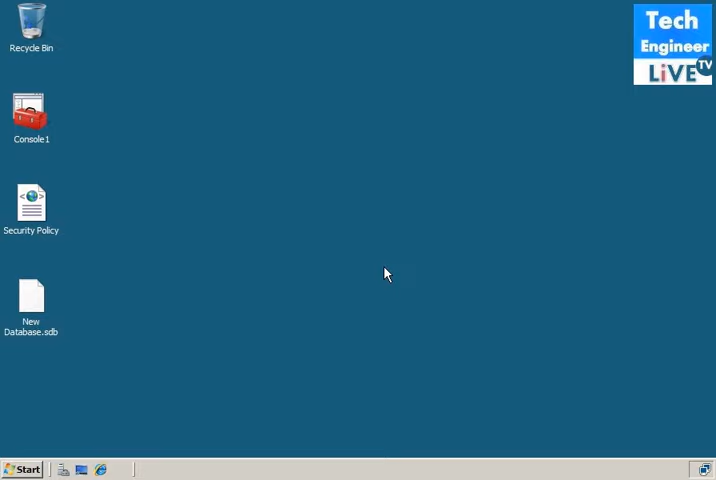 Recycle Bin
Console1
Security Policy
New
Database.sdb
Tech
Engineer
LiVE TV
Start